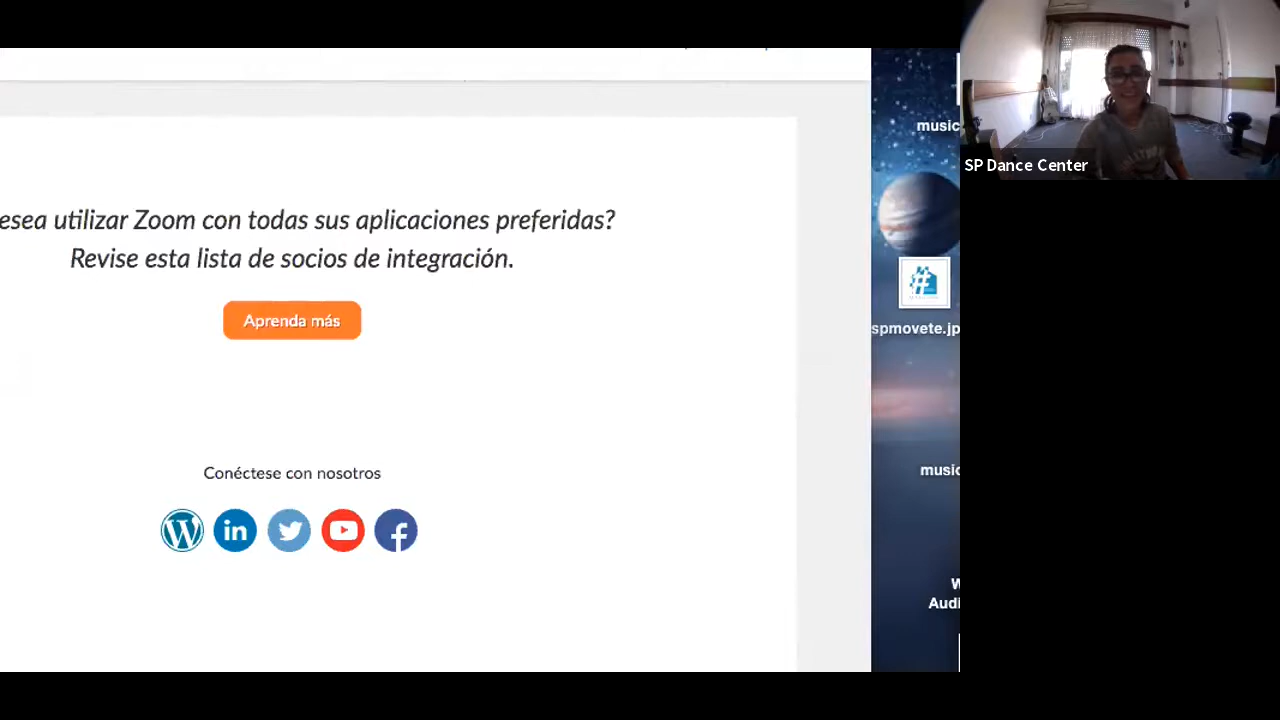 esea utilizar Zoom con todas sus aplicaciones preferidas?
Revise esta lista de socios de integración.
Aprenda más
Conéctese con nosotros
in
music
spmovete.jp
music
W
Audi
SP Dance Center